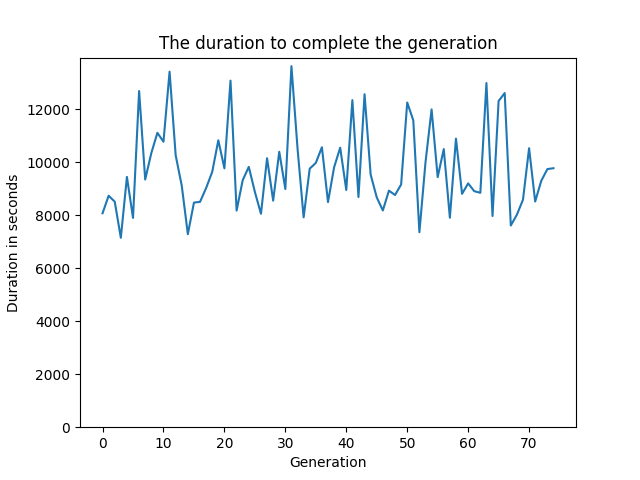 The duration to complete the generation
Duration in seconds
12000
10000
8000
6000
4000
2000
0
0 10 20 30 40 50 60 70
Generation